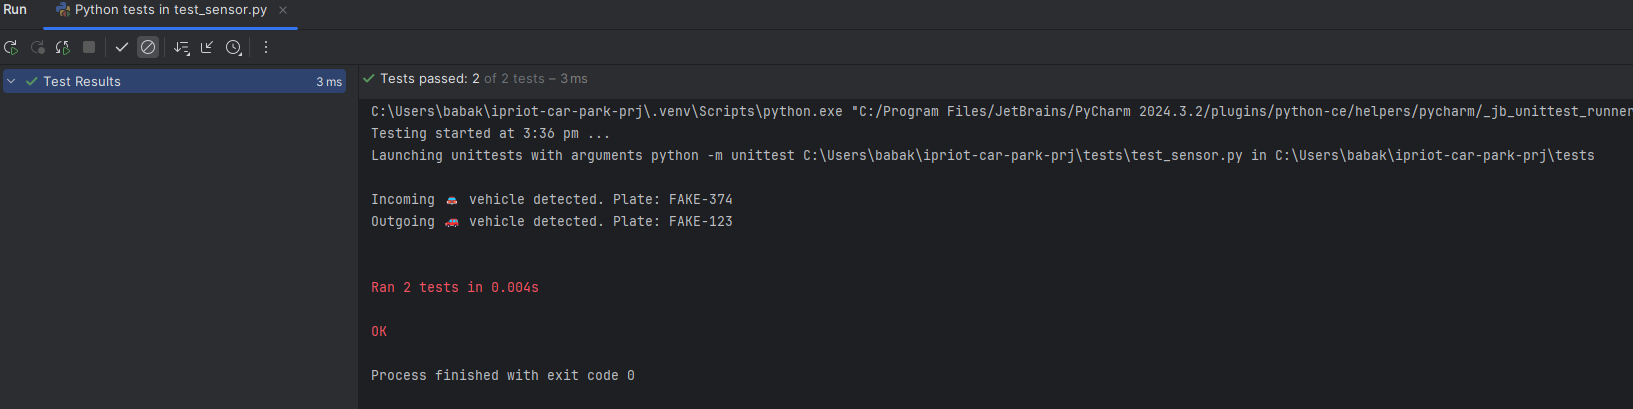 Run Python tests in test_sensor.py
Test Results 3 ms
Tests passed: 2 of 2 tests – 3 ms
C:\Users\babak\ipriot-car-park-prj\.venv\Scripts\python.exe "C:/Program Files/JetBrains/PyCharm 2024.3.2/plugins/python-ce/helpers/pycharm/_jb_unittest_runner
Testing started at 3:36 pm ...
Launching unittests with arguments python -m unittest C:\Users\babak\ipriot-car-park-prj\tests\test_sensor.py in C:\Users\babak\ipriot-car-park-prj\tests
Incoming 🚘 vehicle detected. Plate: FAKE-374
Outgoing 🚗 vehicle detected. Plate: FAKE-123
Ran 2 tests in 0.004s
OK
Process finished with exit code 0